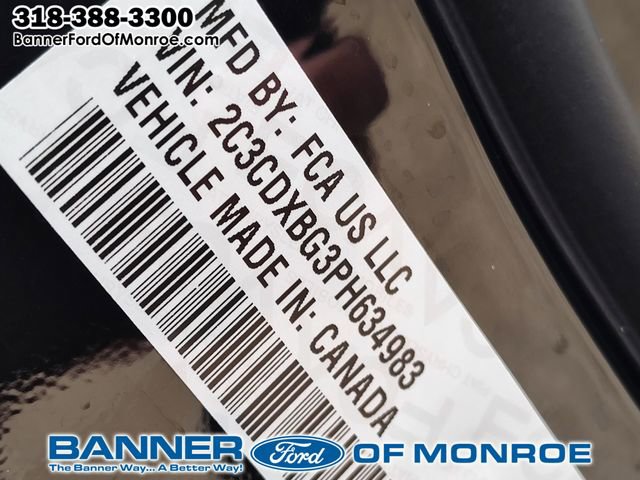 318-388-3300
BannerFordOfMonroe.com
MFD BY: FCA US LLC
VIN: 2C3CDXBG3PH634983
VEHICLE MADE IN: CANADA
BANNER Ford OF MONROE
The Banner Way... A Better Way!